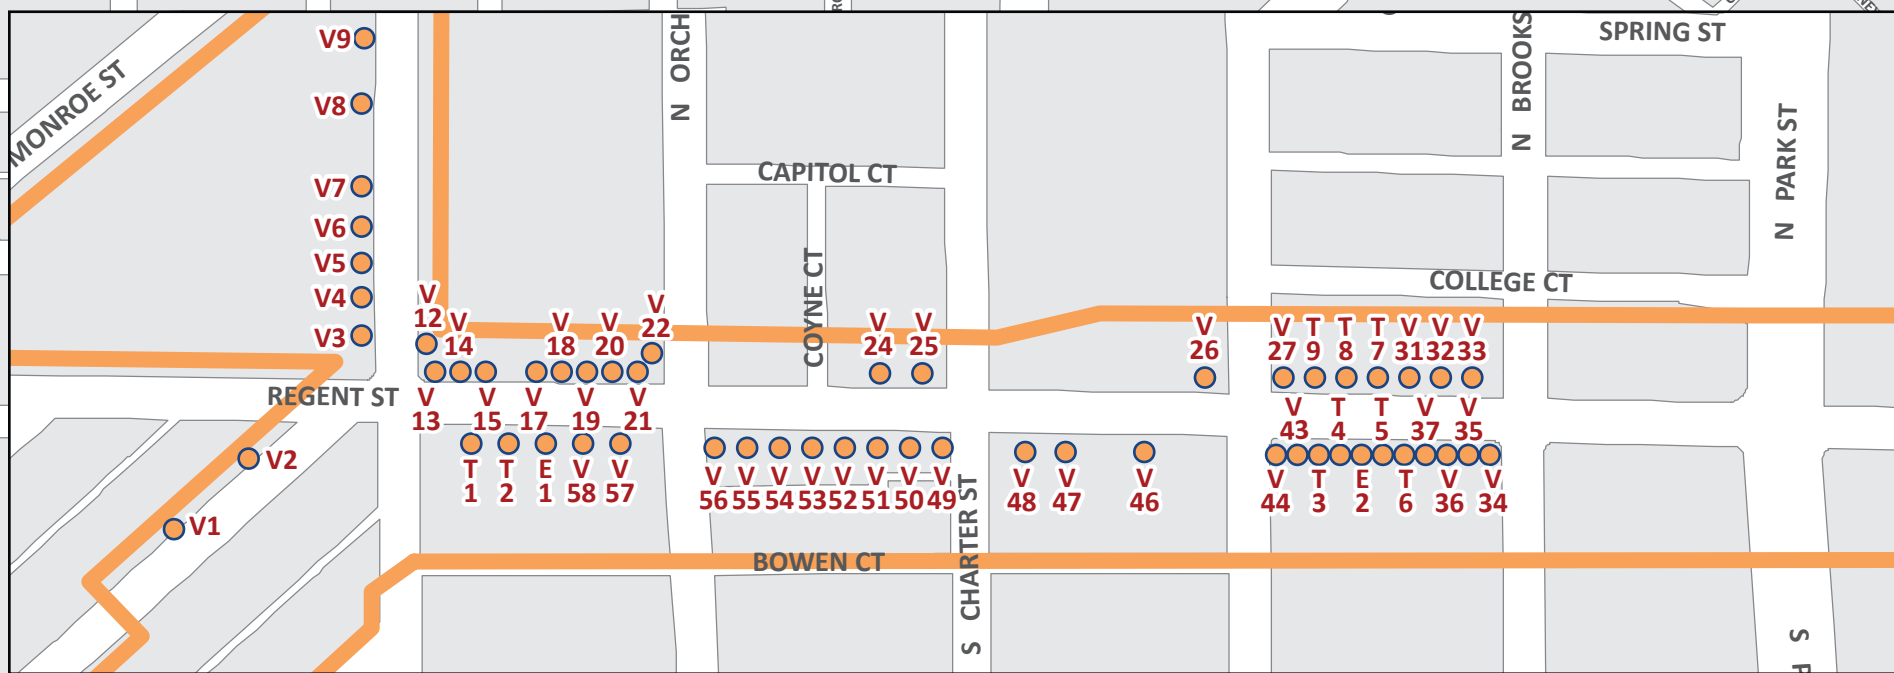 MONROE ST
N ORCH
N BROOKS
SPRING ST
N PARK ST
CAPITOL CT
COYNE CT
COLLEGE CT
REGENT ST
S CHARTER ST
BOWEN CT
S
V9
V8
V7
V6
V5
V4
V3
V2
V1
V
12
V
14
V
18
V
20
V
22
V
24
V
25
V
26
V
27
T
9
T
8
T
7
V
31
V
32
V
33
V
13
V
15
V
17
V
19
V
21
V
43
T
4
T
5
V
37
V
35
T
1
T
2
E
1
V
58
V
57
V
56
V
55
V
54
V
53
V
52
V
51
V
50
V
49
V
48
V
47
V
46
V
44
T
3
E
2
T
6
V
36
V
34